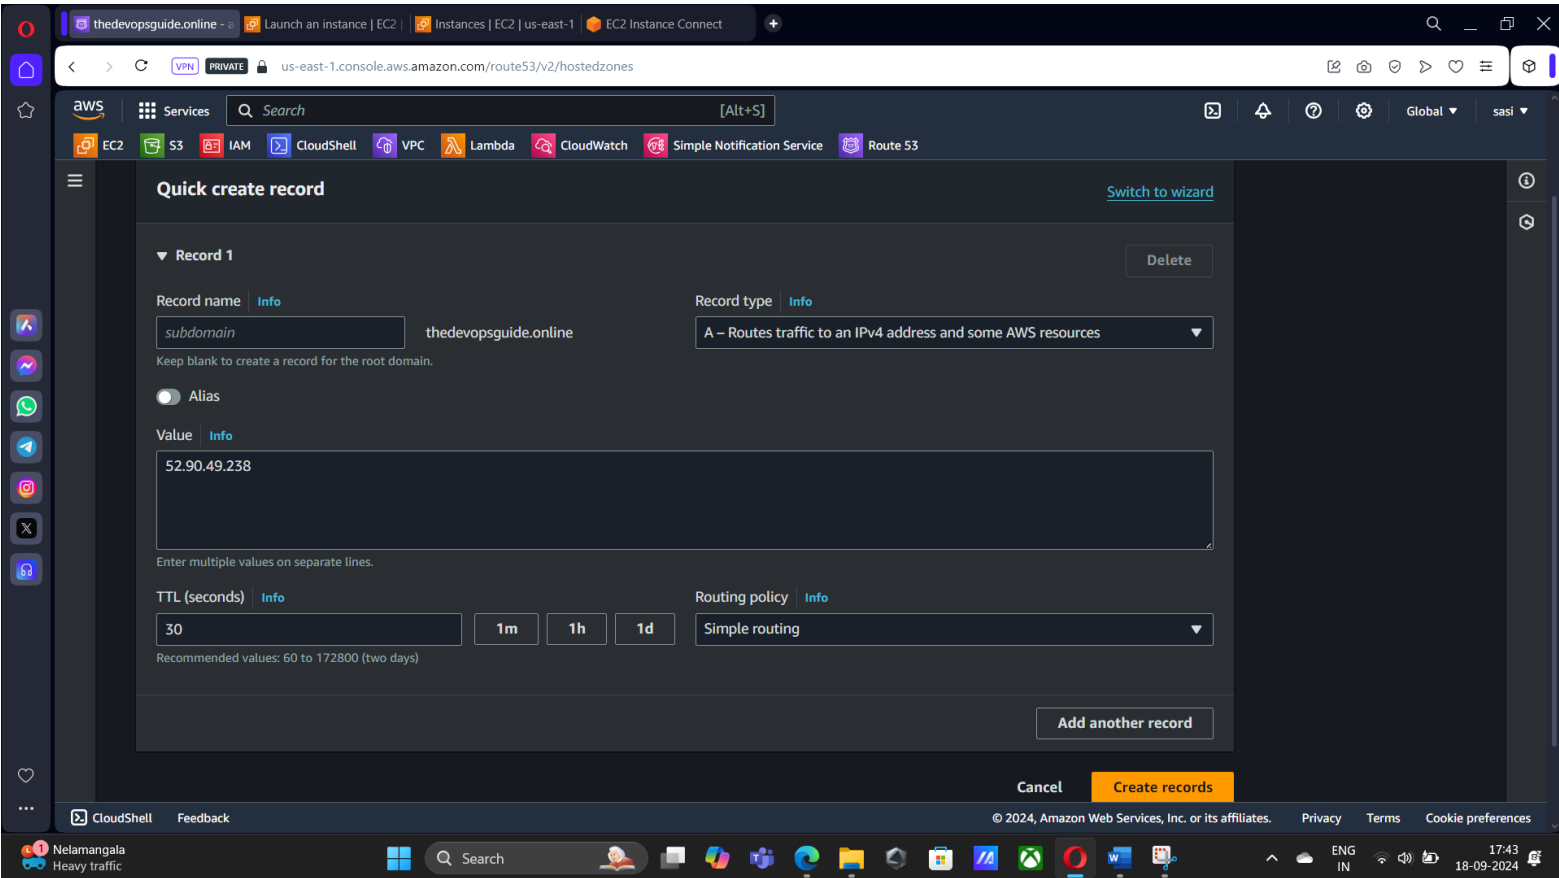 thedevopsguide.online - a
Launch an instance | EC2 |
Instances | EC2 | us-east-1
EC2 Instance Connect
VPN
PRIVATE
us-east-1.console.aws.amazon.com/route53/v2/hostedzones
aws
Services
Search
[Alt+S]
Global
sasi
EC2
S3
IAM
CloudShell
VPC
Lambda
CloudWatch
Simple Notification Service
Route 53
Quick create record
Switch to wizard
Record 1
Delete
Record name
Info
Record type
Info
subdomain
thedevopsguide.online
A – Routes traffic to an IPv4 address and some AWS resources
Keep blank to create a record for the root domain.
Alias
Value
Info
52.90.49.238
Enter multiple values on separate lines.
TTL (seconds)
Info
Routing policy
Info
30
1m
1h
1d
Simple routing
Recommended values: 60 to 172800 (two days)
Add another record
Cancel
Create records
CloudShell
Feedback
© 2024, Amazon Web Services, Inc. or its affiliates.
Privacy
Terms
Cookie preferences
1
Nelamangala
Heavy traffic
Search
ENG
IN
17:43
18-09-2024